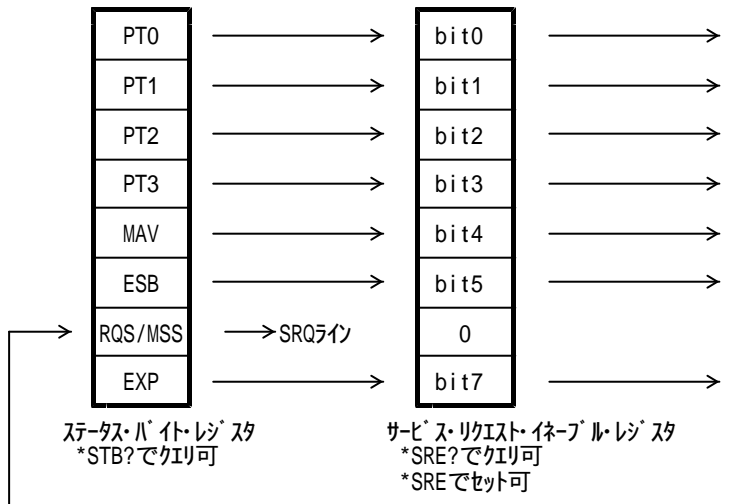 PT0 bit0
PT1 bit1
PT2 bit2
PT3 bit3
MAV bit4
ESB bit5
RQS/MSS SRQライン 0
EXP bit7
ステータス・バイト・レジスタ サービス・リクエスト・イネーブル・レジスタ
*STB?でクエリ可 *SRE?でクエリ可
*SREでセット可